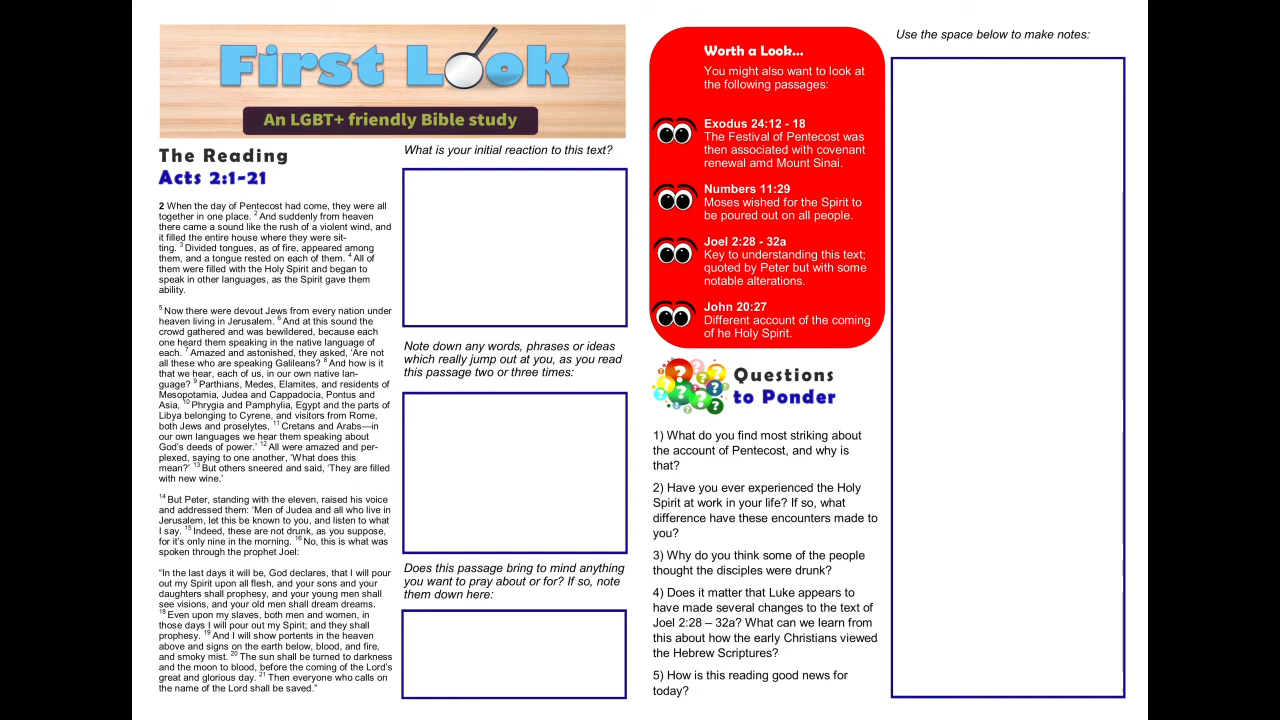 First Look
An LGBT+ friendly Bible study
The Reading
Acts 2:1-21
2 When the day of Pentecost had come, they were all
together in one place. 2 And suddenly from heaven
there came a sound like the rush of a violent wind, and
it filled the entire house where they were sit-
ting. 3 Divided tongues, as of fire, appeared among
them, and a tongue rested on each of them. 4 All of
them were filled with the Holy Spirit and began to
speak in other languages, as the Spirit gave them
ability.
5 Now there were devout Jews from every nation under
heaven living in Jerusalem. 6 And at this sound the
crowd gathered and was bewildered, because each
one heard them speaking in the native language of
each. 7 Amazed and astonished, they asked, 'Are not
all these who are speaking Galileans? 8 And how is it
that we hear, each of us, in our own native lan-
guage? 9 Parthians, Medes, Elamites, and residents of
Mesopotamia, Judea and Cappadocia, Pontus and
Asia, 10 Phrygia and Pamphylia, Egypt and the parts of
Libya belonging to Cyrene, and visitors from Rome,
both Jews and proselytes, 11 Cretans and Arabs—in
our own languages we hear them speaking about
God's deeds of power.' 12 All were amazed and per-
plexed, saying to one another, 'What does this
mean?' 13 But others sneered and said, 'They are filled
with new wine.'
14 But Peter, standing with the eleven, raised his voice
and addressed them: 'Men of Judea and all who live in
Jerusalem, let this be known to you, and listen to what
I say. 15 Indeed, these are not drunk, as you suppose,
for it's only nine in the morning. 16 No, this is what was
spoken through the prophet Joel:
"In the last days it will be, God declares, that I will pour
out my Spirit upon all flesh, and your sons and your
daughters shall prophesy, and your young men shall
see visions, and your old men shall dream dreams.
18 Even upon my slaves, both men and women, in
those days I will pour out my Spirit; and they shall
prophesy. 19 And I will show portents in the heaven
above and signs on the earth below, blood, and fire,
and smoky mist. 20 The sun shall be turned to darkness
and the moon to blood, before the coming of the Lord's
great and glorious day. 21 Then everyone who calls on
the name of the Lord shall be saved."
What is your initial reaction to this text?
Note down any words, phrases or ideas
which really jump out at you, as you read
this passage two or three times:
Does this passage bring to mind anything
you want to pray about or for? If so, note
them down here:
Worth a Look...
You might also want to look at
the following passages:
Exodus 24:12 - 18
The Festival of Pentecost was
then associated with covenant
renewal amd Mount Sinai.
Numbers 11:29
Moses wished for the Spirit to
be poured out on all people.
Joel 2:28 - 32a
Key to understanding this text;
quoted by Peter but with some
notable alterations.
John 20:27
Different account of the coming
of he Holy Spirit.
Questions
to Ponder
1) What do you find most striking about
the account of Pentecost, and why is
that?
2) Have you ever experienced the Holy
Spirit at work in your life? If so, what
difference have these encounters made to
you?
3) Why do you think some of the people
thought the disciples were drunk?
4) Does it matter that Luke appears to
have made several changes to the text of
Joel 2:28 – 32a? What can we learn from
this about how the early Christians viewed
the Hebrew Scriptures?
5) How is this reading good news for
today?
Use the space below to make notes: